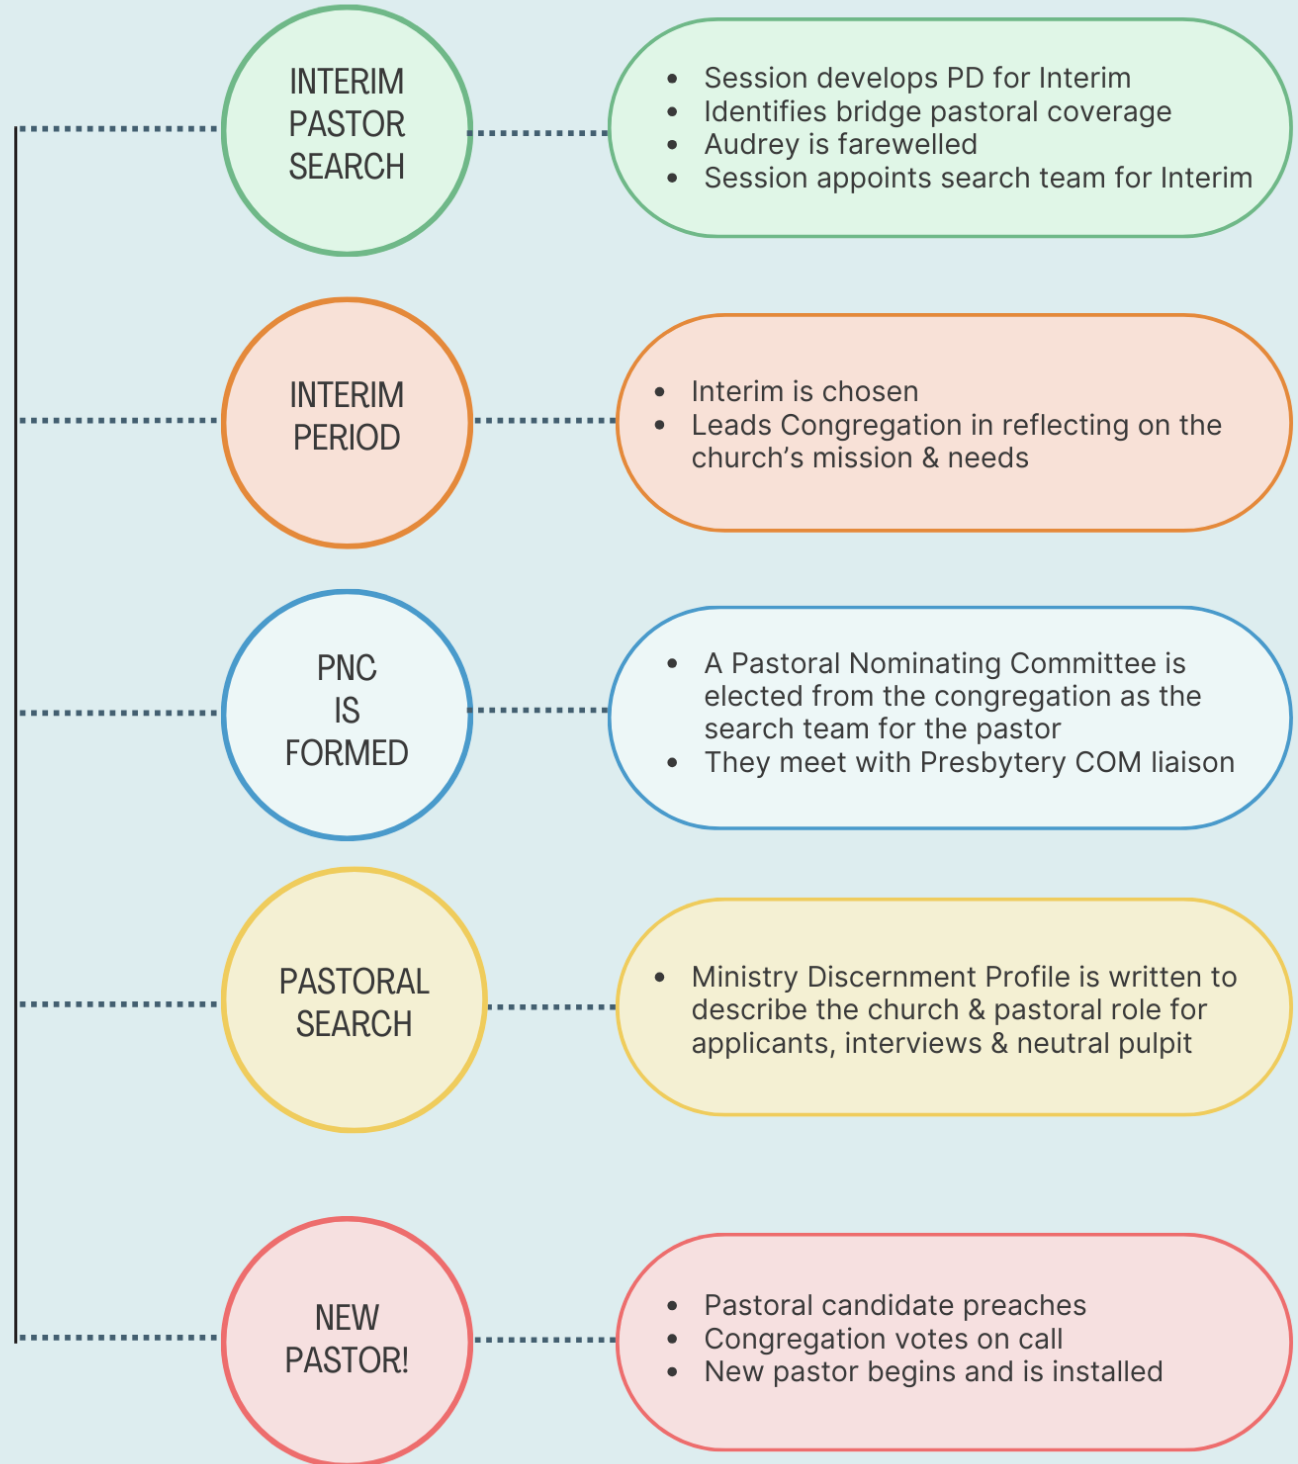 INTERIM
PASTOR
SEARCH
• Session develops PD for Interim
• Identifies bridge pastoral coverage
• Audrey is farewelled
• Session appoints search team for Interim
INTERIM
PERIOD
• Interim is chosen
• Leads Congregation in reflecting on the
church’s mission & needs
PNC
IS
FORMED
• A Pastoral Nominating Committee is
elected from the congregation as the
search team for the pastor
• They meet with Presbytery COM liaison
PASTORAL
SEARCH
• Ministry Discernment Profile is written to
describe the church & pastoral role for
applicants, interviews & neutral pulpit
NEW
PASTOR!
• Pastoral candidate preaches
• Congregation votes on call
• New pastor begins and is installed